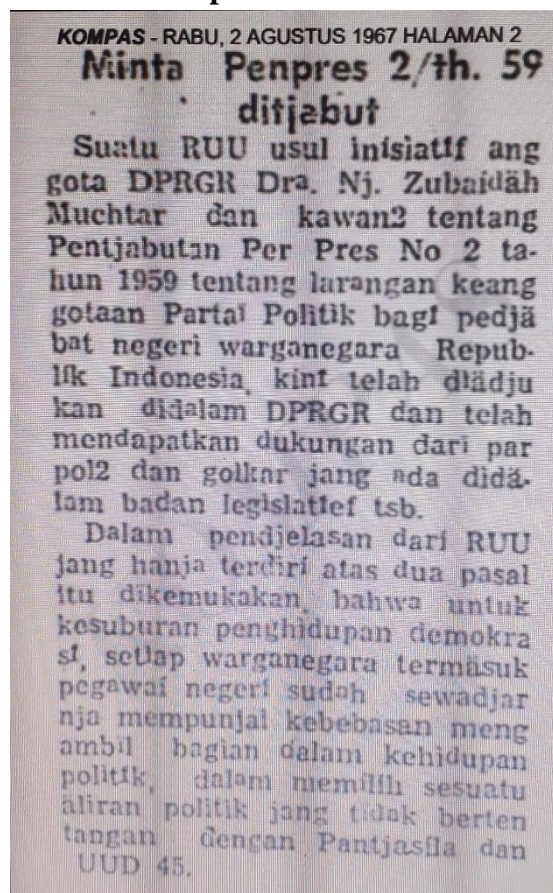 KOMPAS - RABU, 2 AGUSTUS 1967 HALAMAN 2
Minta Penpres 2/th. 59
ditjabut
Suatu RUU usul inisiatif ang
gota DPRGR Dra. Nj. Zubaidah
Muchtar dan kawan2 tentang
Pentjabutan Per Pres No 2 ta-
hun 1959 tentang larangan keang
gotaan Partai Politik bagi pedja
bat negeri warganegara Repub-
lik Indonesia, kini telah diadju
kan didalam DPRGR dan telah
mendapatkan dukungan dari par
pol2 dan golkar jang ada dida-
lam badan legislatief tsb.
Dalam pendjelasan dari RUU
jang hanja terdiri atas dua pasal
itu dikemukakan, bahwa untuk
kesuburan penghidupan demokra
si, setiap warganegara termasuk
pegawai negeri sudah sewadjar
nja mempunjai kebebasan meng
ambil bagian dalam kehidupan
politik, dalam memilih sesuatu
aliran politik jang tidak berten
tangan dengan Pantjasila dan
UUD 45.